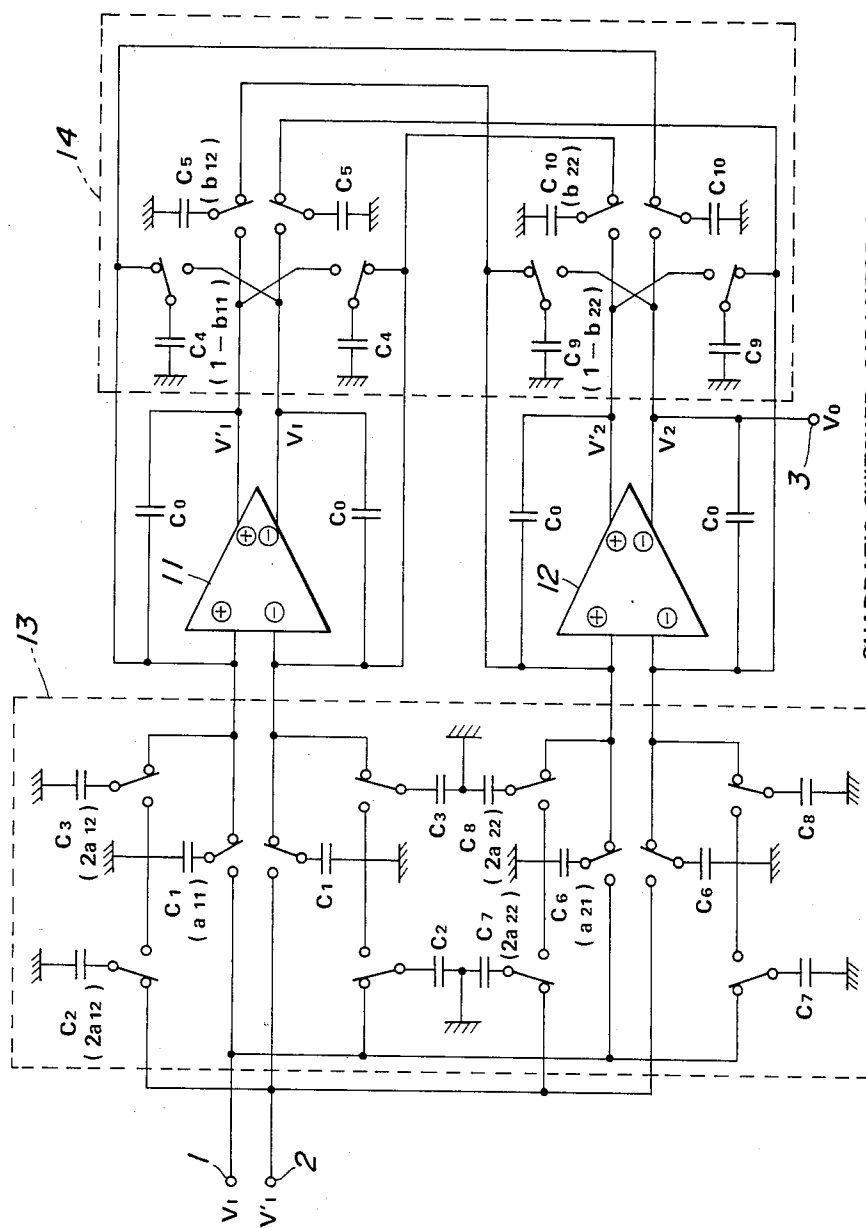 14
13
C5
(b12)
C5
C4
(1-b11)
C4
C10
(b22)
C10
C9
(1-b22)
C9
V'1
V1
V'2
V2
C0
C0
C0
C0
11
12
⊕
⊖
⊕
⊖
⊕
⊖
⊕
⊖
3
V0
C3
(2a12)
C1
(a11)
C2
(2a12)
C3
C1
C2
C8
(2a22)
C6
(a21)
C7
(2a22)
C8
C6
C7
1
VI
2
V'I